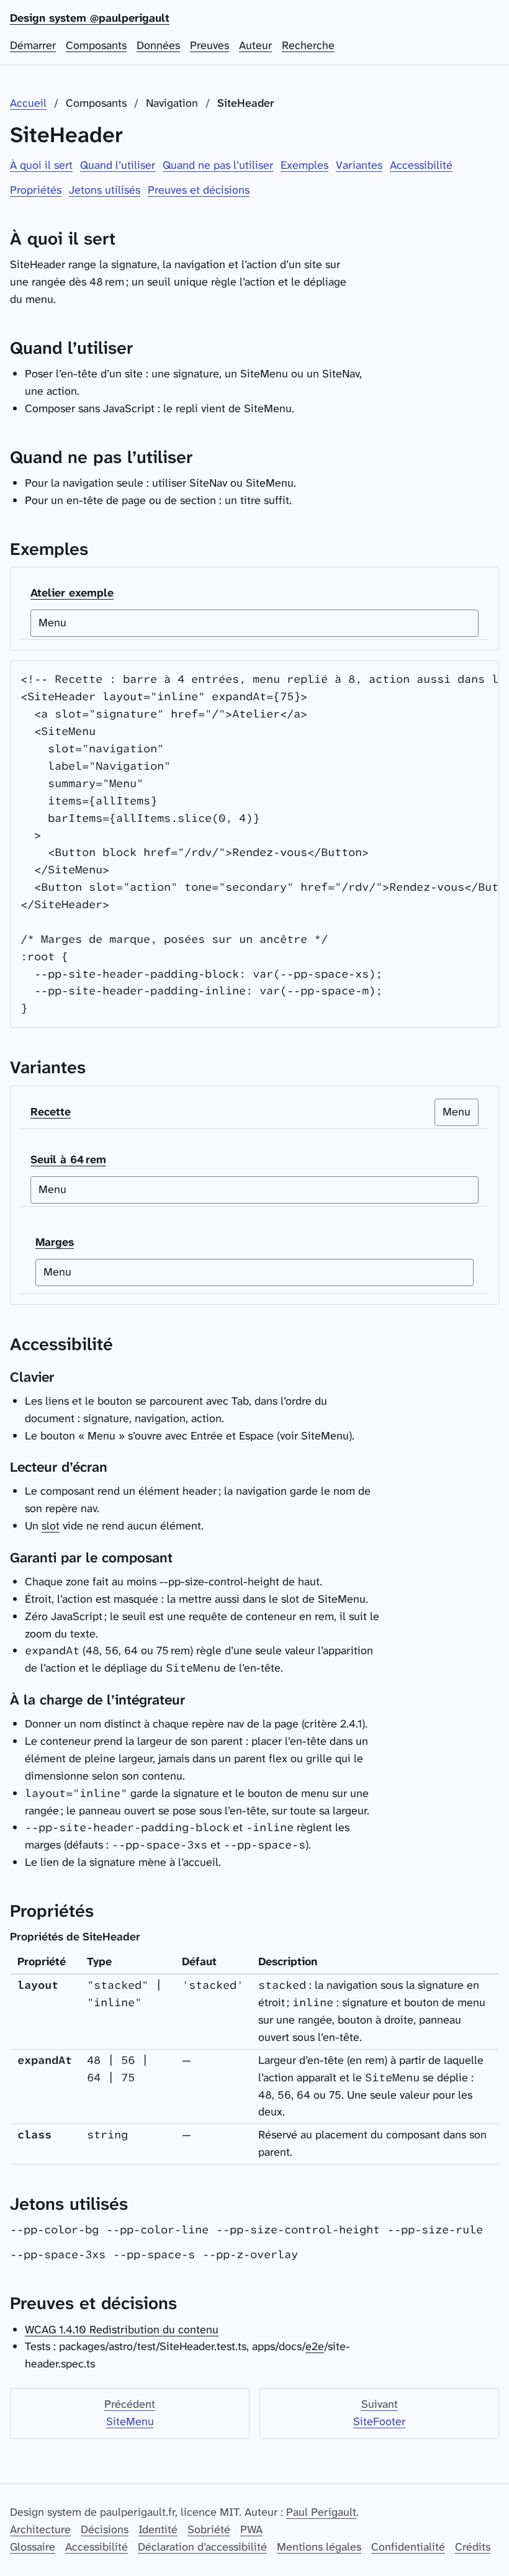 Design system @paulperigault
Démarrer Composants Données Preuves Auteur Recherche
Accueil / Composants / Navigation / SiteHeader
SiteHeader
À quoi il sert Quand l’utiliser Quand ne pas l’utiliser Exemples Variantes Accessibilité
Propriétés Jetons utilisés Preuves et décisions
À quoi il sert
SiteHeader range la signature, la navigation et l’action d’un site sur
une rangée dès 48 rem ; un seuil unique règle l’action et le dépliage
du menu.
Quand l’utiliser
Poser l’en-tête d’un site : une signature, un SiteMenu ou un SiteNav,
une action.
Composer sans JavaScript : le repli vient de SiteMenu.
Quand ne pas l’utiliser
Pour la navigation seule : utiliser SiteNav ou SiteMenu.
Pour un en-tête de page ou de section : un titre suffit.
Exemples
Atelier exemple
Menu
<!-- Recette : barre à 4 entrées, menu replié à 8, action aussi dans l
<SiteHeader layout="inline" expandAt={75}>
<a slot="signature" href="/">Atelier</a>
<SiteMenu
slot="navigation"
label="Navigation"
summary="Menu"
items={allItems}
barItems={allItems.slice(0, 4)}
>
<Button block href="/rdv/">Rendez-vous</Button>
</SiteMenu>
<Button slot="action" tone="secondary" href="/rdv/">Rendez-vous</But
</SiteHeader>
/* Marges de marque, posées sur un ancêtre */
:root {
--pp-site-header-padding-block: var(--pp-space-xs);
--pp-site-header-padding-inline: var(--pp-space-m);
}
Variantes
Recette Menu
Seuil à 64 rem
Menu
Marges
Menu
Accessibilité
Clavier
Les liens et le bouton se parcourent avec Tab, dans l’ordre du
document : signature, navigation, action.
Le bouton « Menu » s’ouvre avec Entrée et Espace (voir SiteMenu).
Lecteur d’écran
Le composant rend un élément header ; la navigation garde le nom de
son repère nav.
Un slot vide ne rend aucun élément.
Garanti par le composant
Chaque zone fait au moins --pp-size-control-height de haut.
Étroit, l’action est masquée : la mettre aussi dans le slot de SiteMenu.
Zéro JavaScript ; le seuil est une requête de conteneur en rem, il suit le
zoom du texte.
expandAt (48, 56, 64 ou 75 rem) règle d’une seule valeur l’apparition
de l’action et le dépliage du SiteMenu de l’en-tête.
À la charge de l’intégrateur
Donner un nom distinct à chaque repère nav de la page (critère 2.4.1).
Le conteneur prend la largeur de son parent : placer l’en-tête dans un
élément de pleine largeur, jamais dans un parent flex ou grille qui le
dimensionne selon son contenu.
layout="inline" garde la signature et le bouton de menu sur une
rangée ; le panneau ouvert se pose sous l’en-tête, sur toute sa largeur.
--pp-site-header-padding-block et -inline règlent les
marges (défauts : --pp-space-3xs et --pp-space-s).
Le lien de la signature mène à l’accueil.
Propriétés
Propriétés de SiteHeader
Propriété Type Défaut Description
layout "stacked" | 'stacked' stacked : la navigation sous la signature en
"inline" étroit ; inline : signature et bouton de menu
sur une rangée, bouton à droite, panneau
ouvert sous l’en-tête.
expandAt 48 | 56 | — Largeur d’en-tête (en rem) à partir de laquelle
64 | 75 l’action apparaît et le SiteMenu se déplie :
48, 56, 64 ou 75. Une seule valeur pour les
deux.
class string — Réservé au placement du composant dans son
parent.
Jetons utilisés
--pp-color-bg --pp-color-line --pp-size-control-height --pp-size-rule
--pp-space-3xs --pp-space-s --pp-z-overlay
Preuves et décisions
WCAG 1.4.10 Redistribution du contenu
Tests : packages/astro/test/SiteHeader.test.ts, apps/docs/e2e/site-
header.spec.ts
Précédent Suivant
SiteMenu SiteFooter
Design system de paulperigault.fr, licence MIT. Auteur : Paul Perigault.
Architecture Décisions Identité Sobriété PWA
Glossaire Accessibilité Déclaration d’accessibilité Mentions légales Confidentialité Crédits